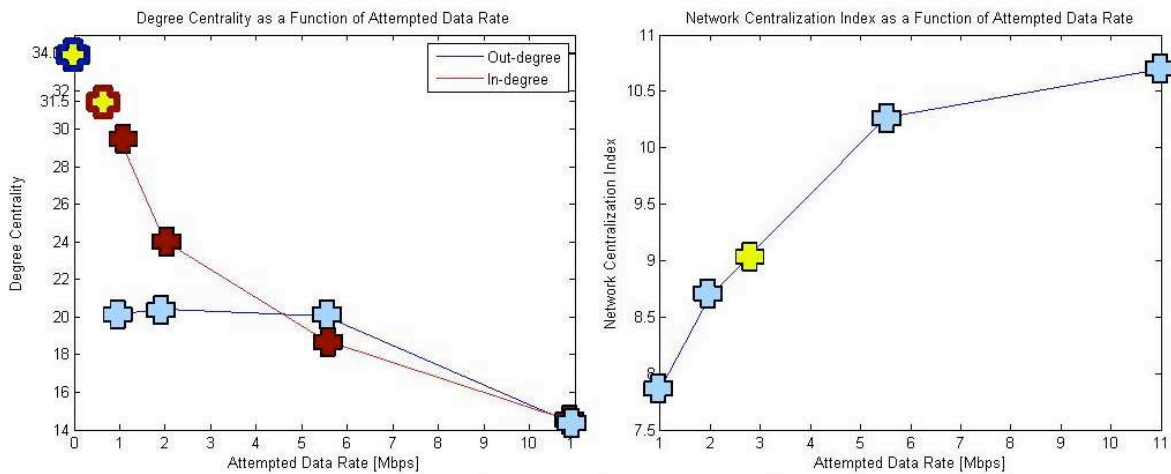 Degree Centrality as a Function of Attempted Data Rate
34.0
32
31.5
30
28
26
24
22
20
18
16
14
Degree Centrality
Out-degree
In-degree
0 1 2 3 4 5 6 7 8 9 10 1
Attempted Data Rate [Mbps]
Network Centralization Index as a Function of Attempted Data Rate
11
10.5
10
9.5
9
8.5
8
7.5
Network Centralization Index
1 2 3 4 5 6 7 8 9 10 11
Attempted Data Rate [Mbps]